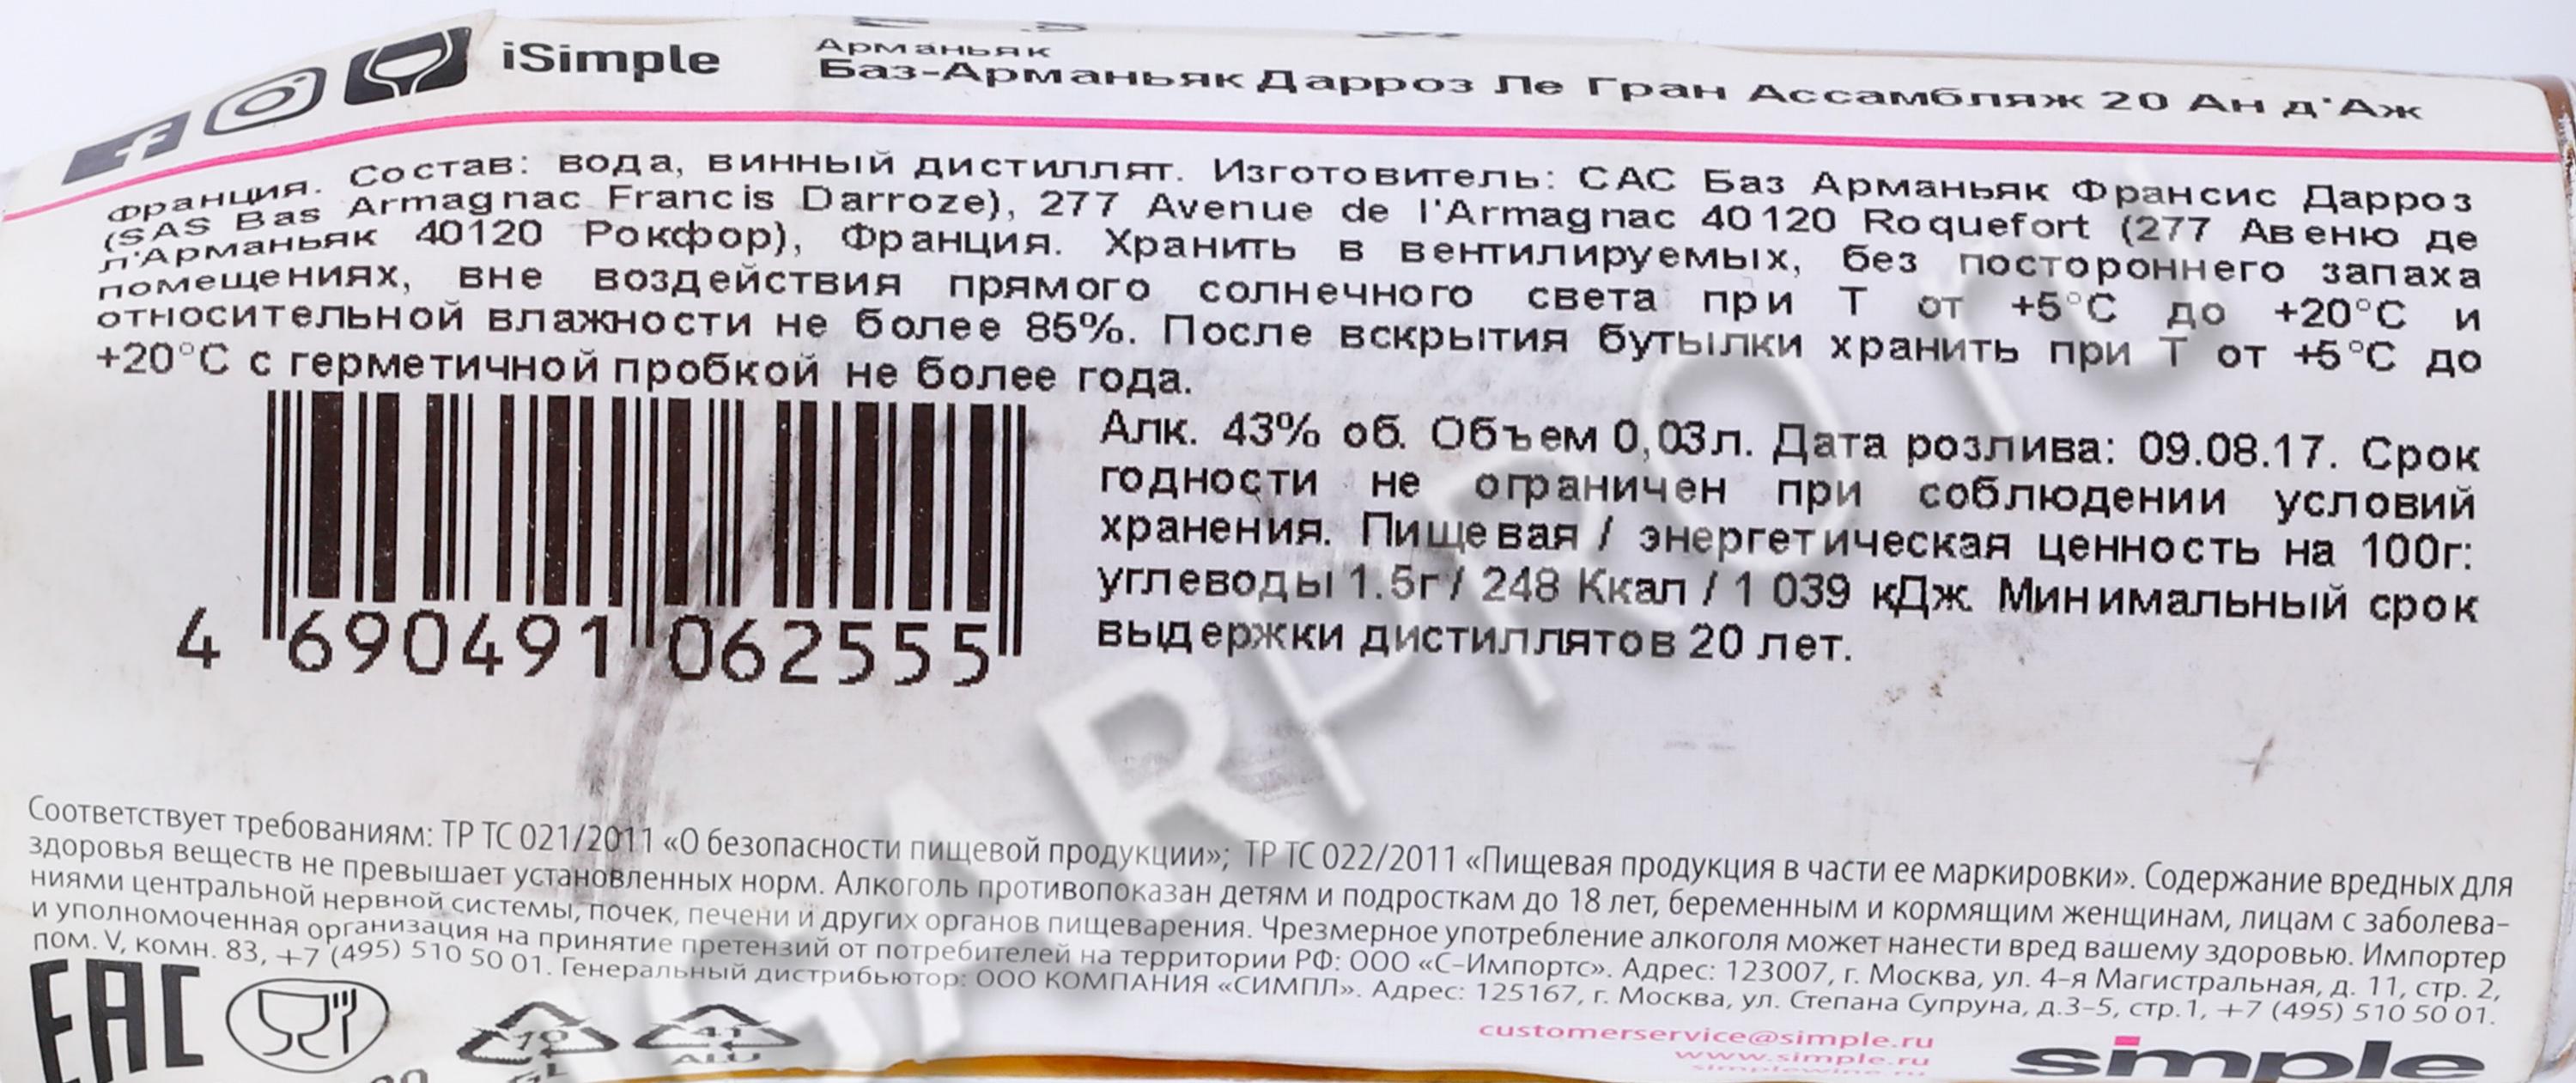 iSimple
Арманьяк
Баз-Арманьяк Дарроз Ле Гран Ассамбляж 20 Ан д'Аж
Франция. Состав: вода, винный дистиллят. Изготовитель: САС Баз Арманьяк Франсис Дарроз
(SAS Bas Armagnac Francis Darroze), 277 Avenue de l'Armagnac 40120 Roquefort (277 Авеню де
л'Арманьяк 40120 Рокфор), Франция. Хранить в вентилируемых, без постороннего запаха
помещениях, вне воздействия прямого солнечного света при Т от +5°С до +20°С и
относительной влажности не более 85%. После вскрытия бутылки хранить при Т от +5°С до
+20°С с герметичной пробкой не более года.
Алк. 43% об. Объем 0,03л. Дата розлива: 09.08.17. Срок
годности не ограничен при соблюдении условий
хранения. Пищевая / энергетическая ценность на 100г:
углеводы 1.5г / 248 Ккал / 1 039 кДж. Минимальный срок
выдержки дистиллятов 20 лет.
4 690491 062555
Соответствует требованиям: ТР ТС 021/2011 «О безопасности пищевой продукции»; ТР ТС 022/2011 «Пищевая продукция в части ее маркировки». Содержание вредных для
здоровья веществ не превышает установленных норм. Алкоголь противопоказан детям и подросткам до 18 лет, беременным и кормящим женщинам, лицам с заболева-
ниями центральной нервной системы, почек, печени и других органов пищеварения. Чрезмерное употребление алкоголя может нанести вред вашему здоровью. Импортер
и уполномоченная организация на принятие претензий от потребителей на территории РФ: ООО «С-Импортс». Адрес: 123007, г. Москва, ул. 4-я Магистральная, д. 11, стр. 2,
пом. V, комн. 83, +7 (495) 510 50 01. Генеральный дистрибьютор: ООО КОМПАНИЯ «СИМПЛ». Адрес: 125167, г. Москва, ул. Степана Супруна, д.3-5, стр.1, +7 (495) 510 50 01.
customerservice@simple.ru
www.simple.ru
simplewine.ru
simple
EAC
41
ALU
GARPRO.ru